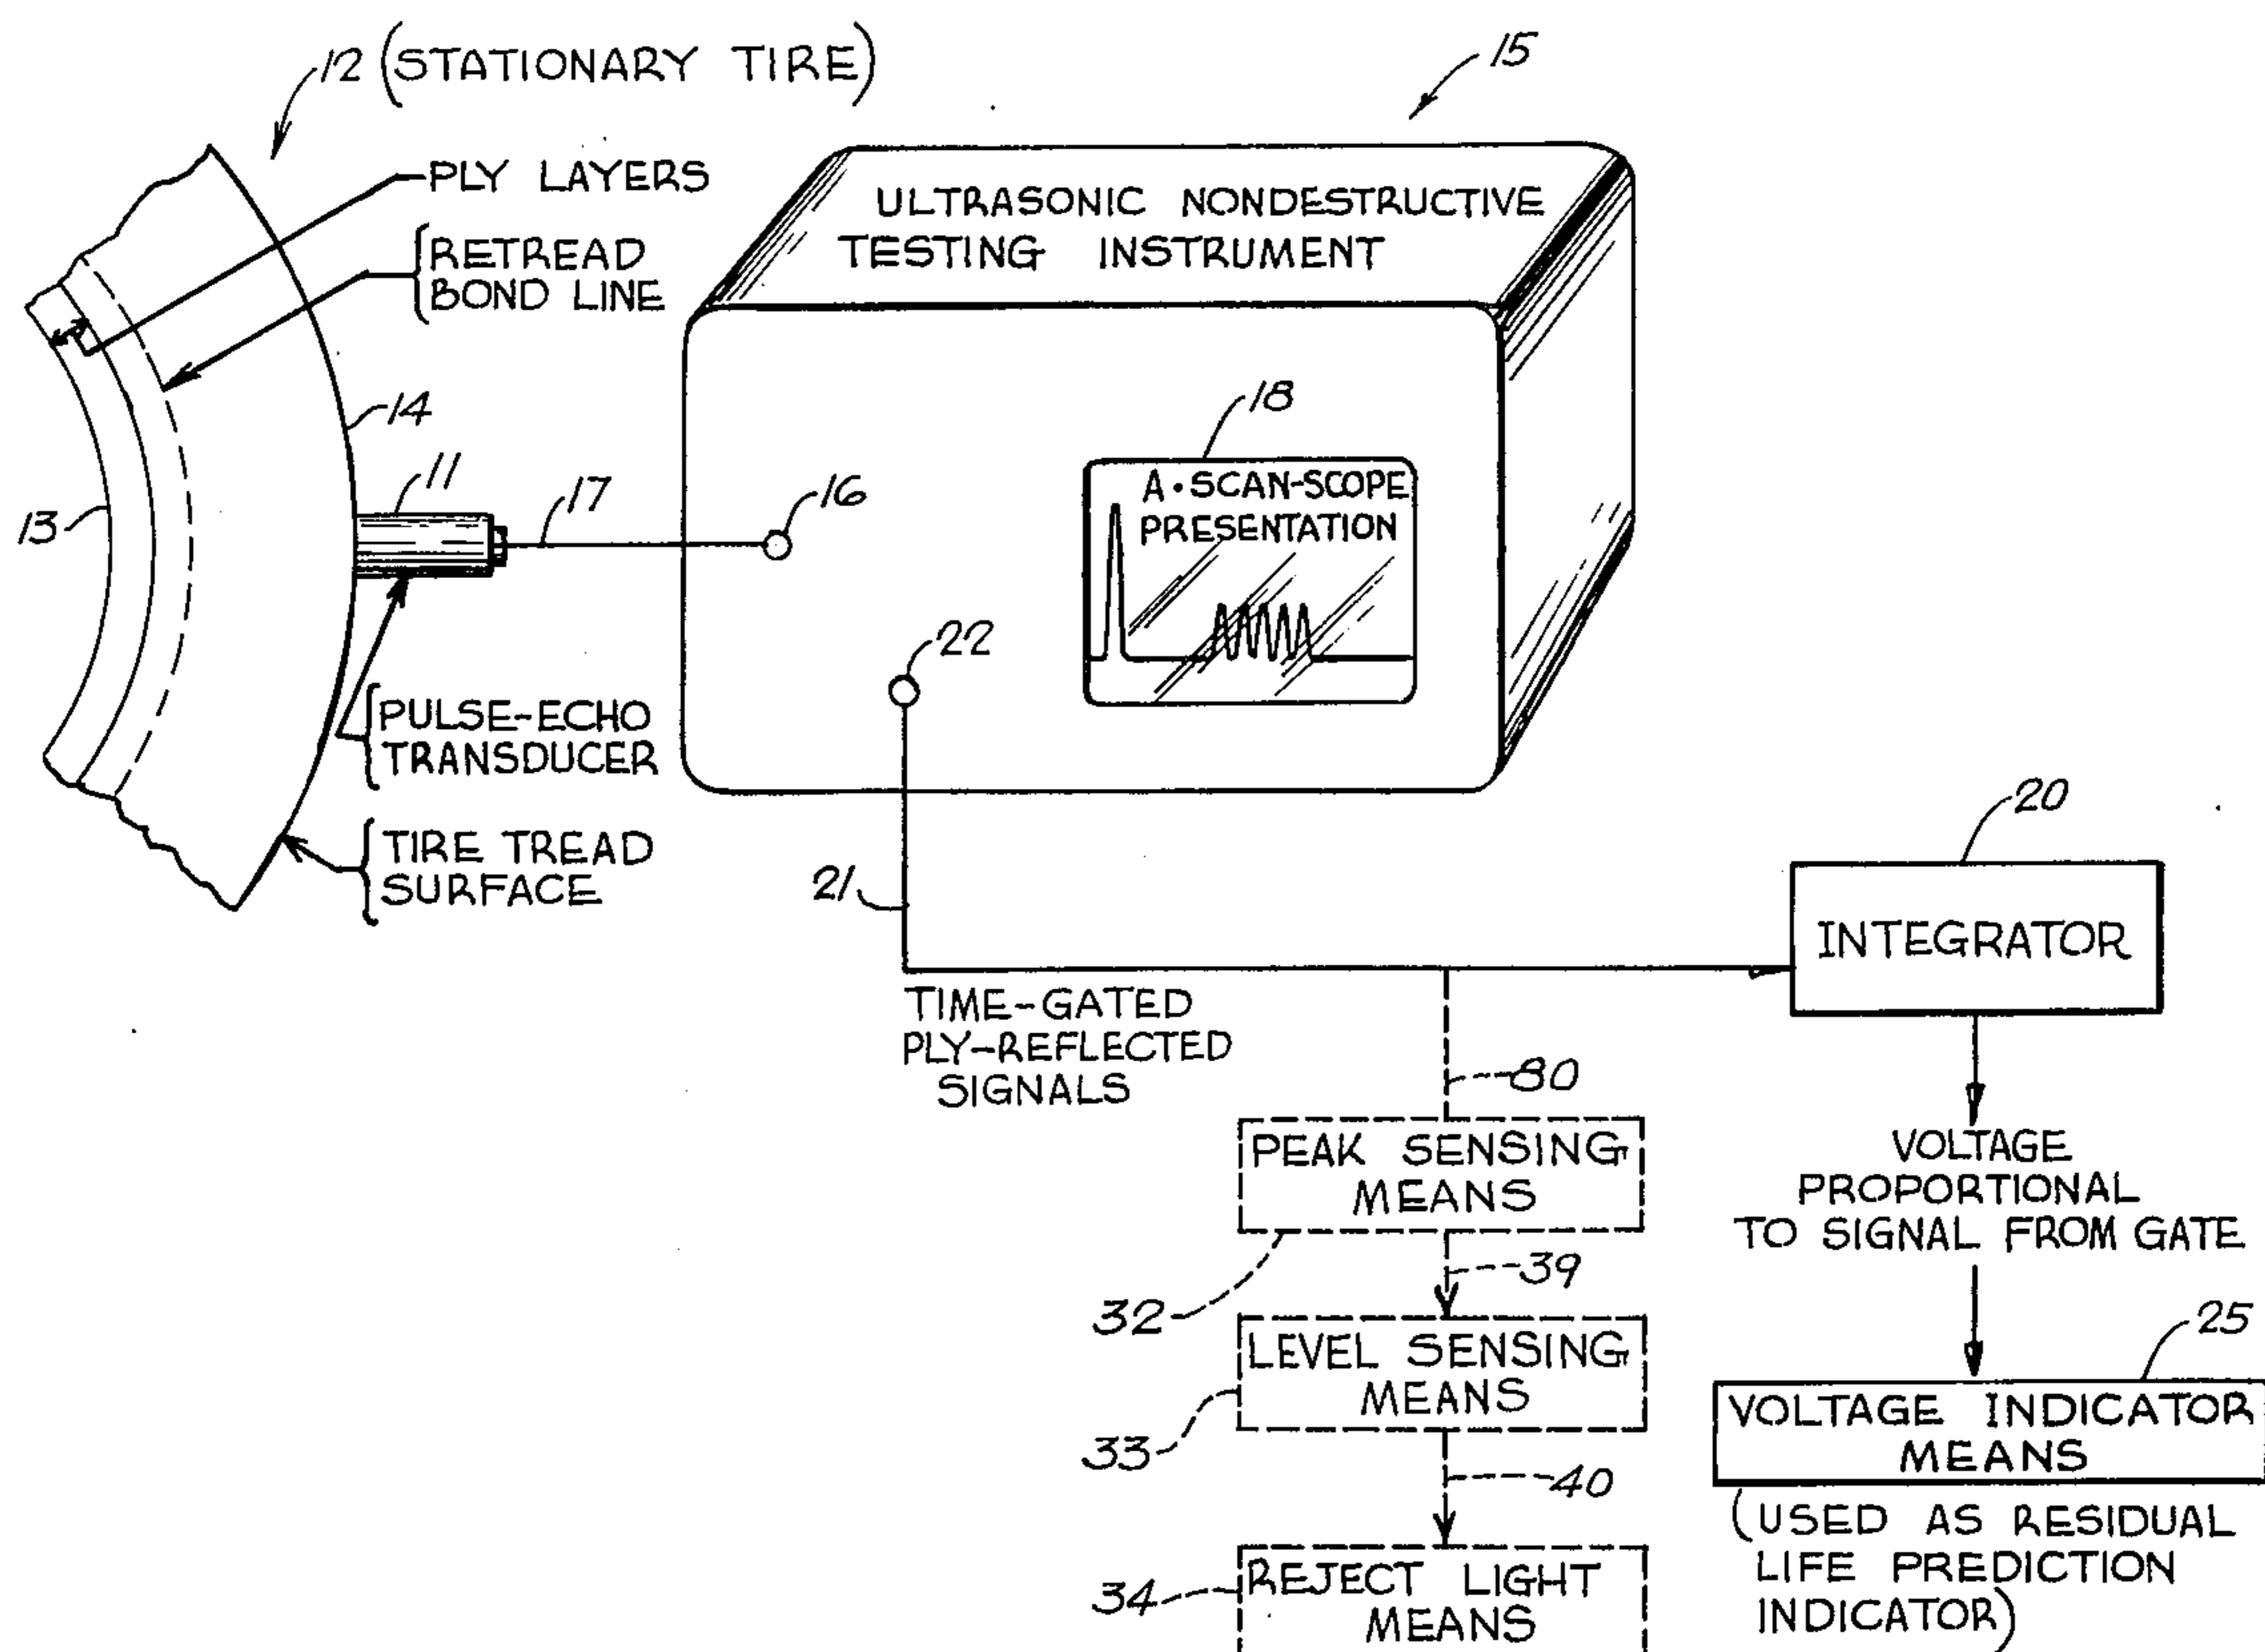 12 (STATIONARY TIRE)
15
PLY LAYERS
RETREAD
BOND LINE
14
13
11
17
PULSE-ECHO
TRANSDUCER
TIRE TREAD
SURFACE
ULTRASONIC NONDESTRUCTIVE
TESTING INSTRUMENT
18
A·SCAN-SCOPE
PRESENTATION
16
22
21
TIME-GATED
PLY-REFLECTED
SIGNALS
20
INTEGRATOR
VOLTAGE
PROPORTIONAL
TO SIGNAL FROM GATE
25
VOLTAGE INDICATOR
MEANS
(USED AS RESIDUAL
LIFE PREDICTION
INDICATOR)
30
PEAK SENSING
MEANS
32
39
LEVEL SENSING
MEANS
33
40
REJECT LIGHT
MEANS
34